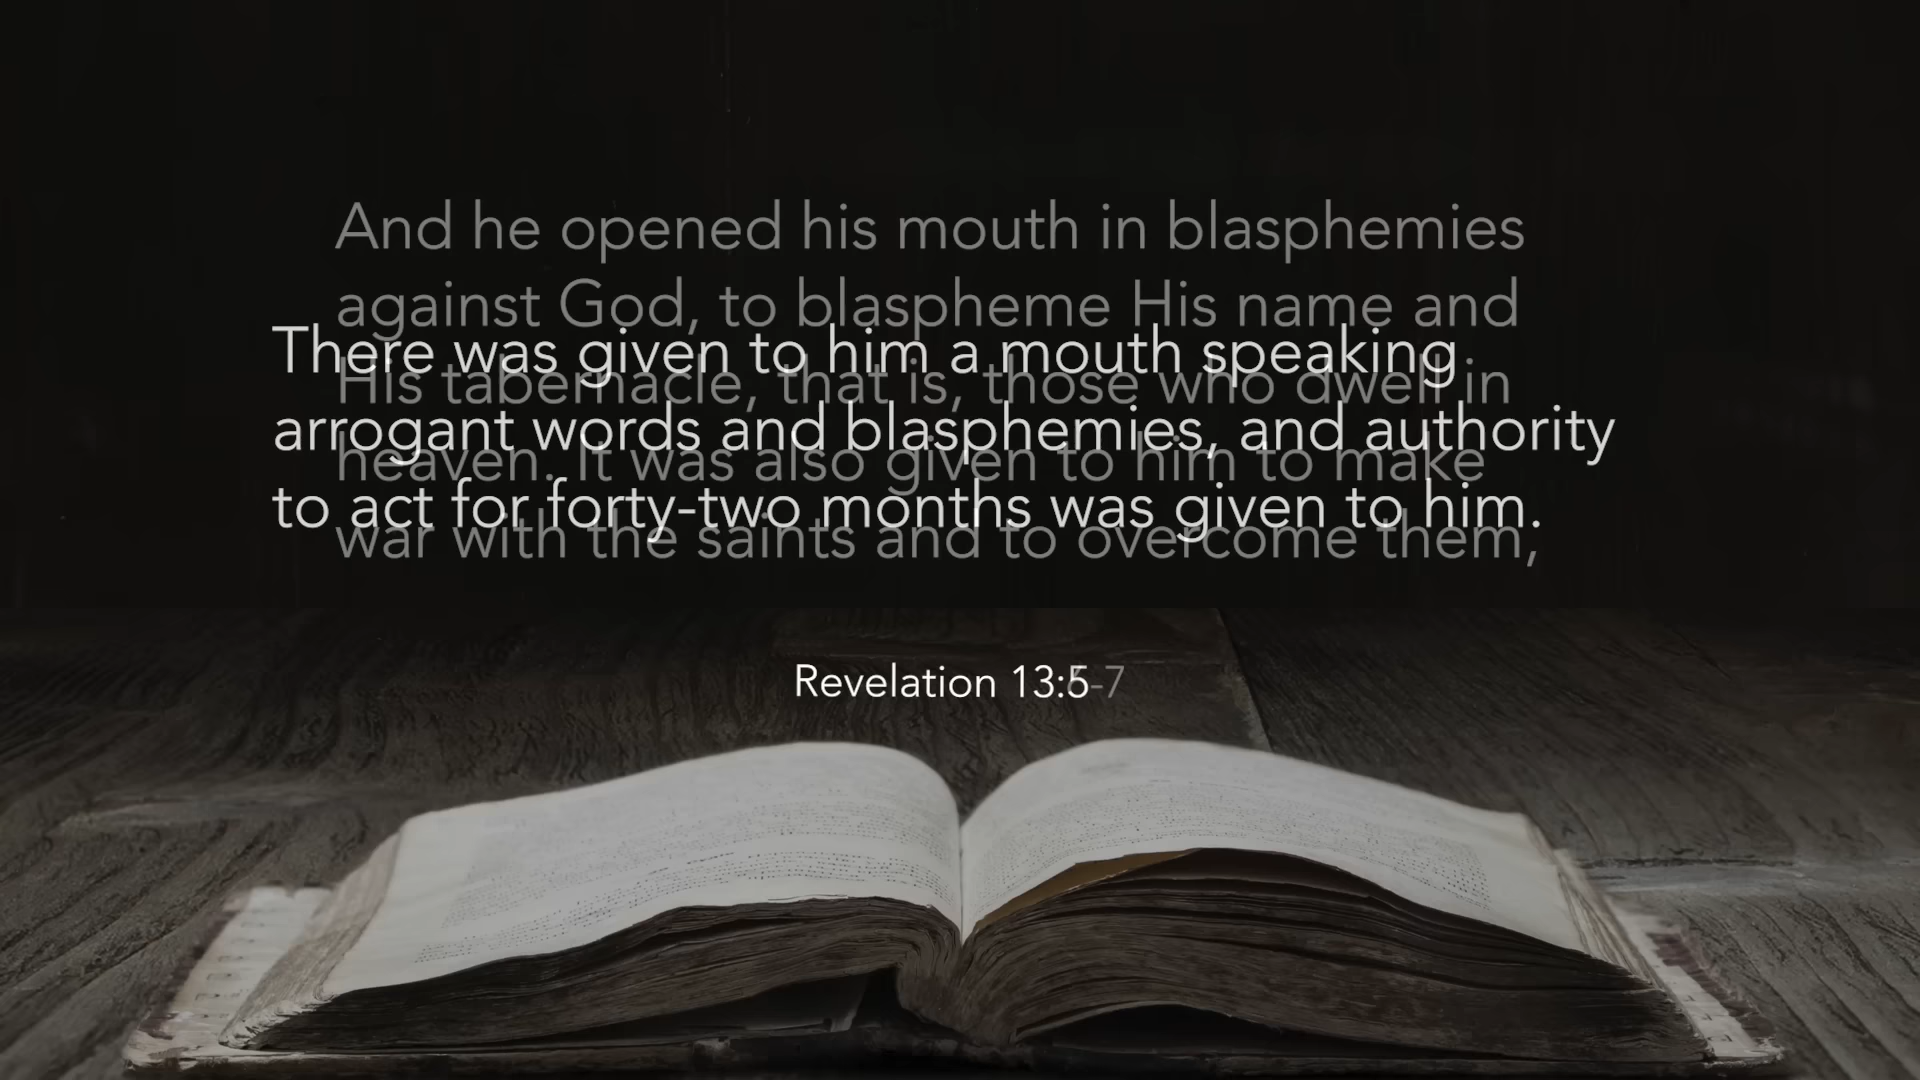 And he opened his mouth in blasphemies
against God, to blaspheme His name and
His tabernacle, that is, those who dwell in
heaven. It was also given to him to make
war with the saints and to overcome them,
There was given to him a mouth speaking
arrogant words and blasphemies, and authority
to act for forty-two months was given to him.
Revelation 13:5-7